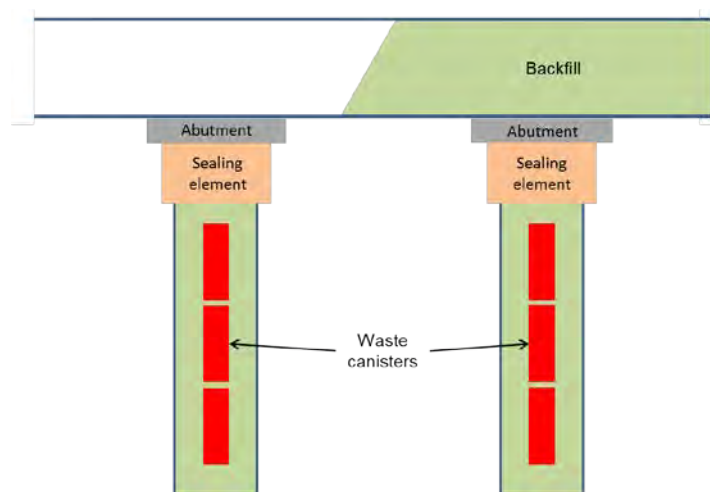 Backfill
Abutment
Abutment
Sealing
element
Sealing
element
Waste
canisters